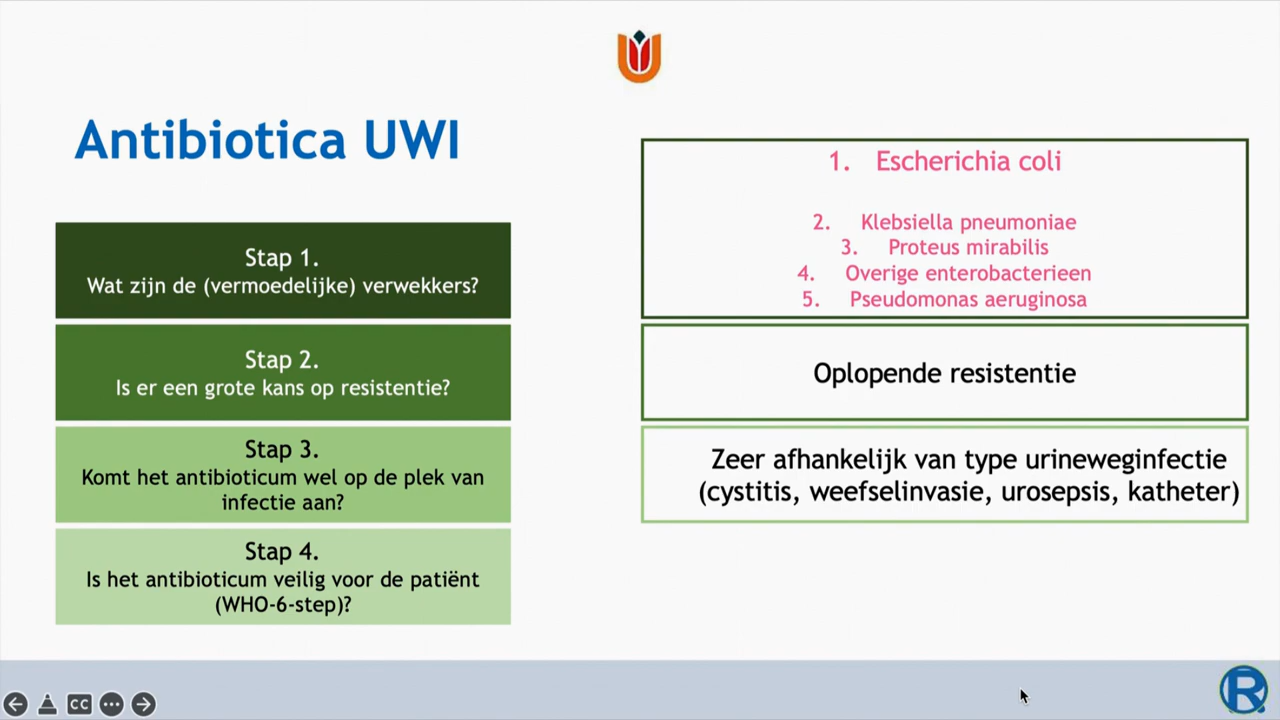 Antibiotica UWI
Stap 1.
Wat zijn de (vermoedelijke) verwekkers?
Stap 2.
Is er een grote kans op resistentie?
Stap 3.
Komt het antibioticum wel op de plek van
infectie aan?
Stap 4.
Is het antibioticum veilig voor de patiënt
(WHO-6-step)?
1. Escherichia coli
2. Klebsiella pneumoniae
3. Proteus mirabilis
4. Overige enterobacterieen
5. Pseudomonas aeruginosa
Oplopende resistentie
Zeer afhankelijk van type urineweginfectie
(cystitis, weefselinvasie, urosepsis, katheter)
CC
R